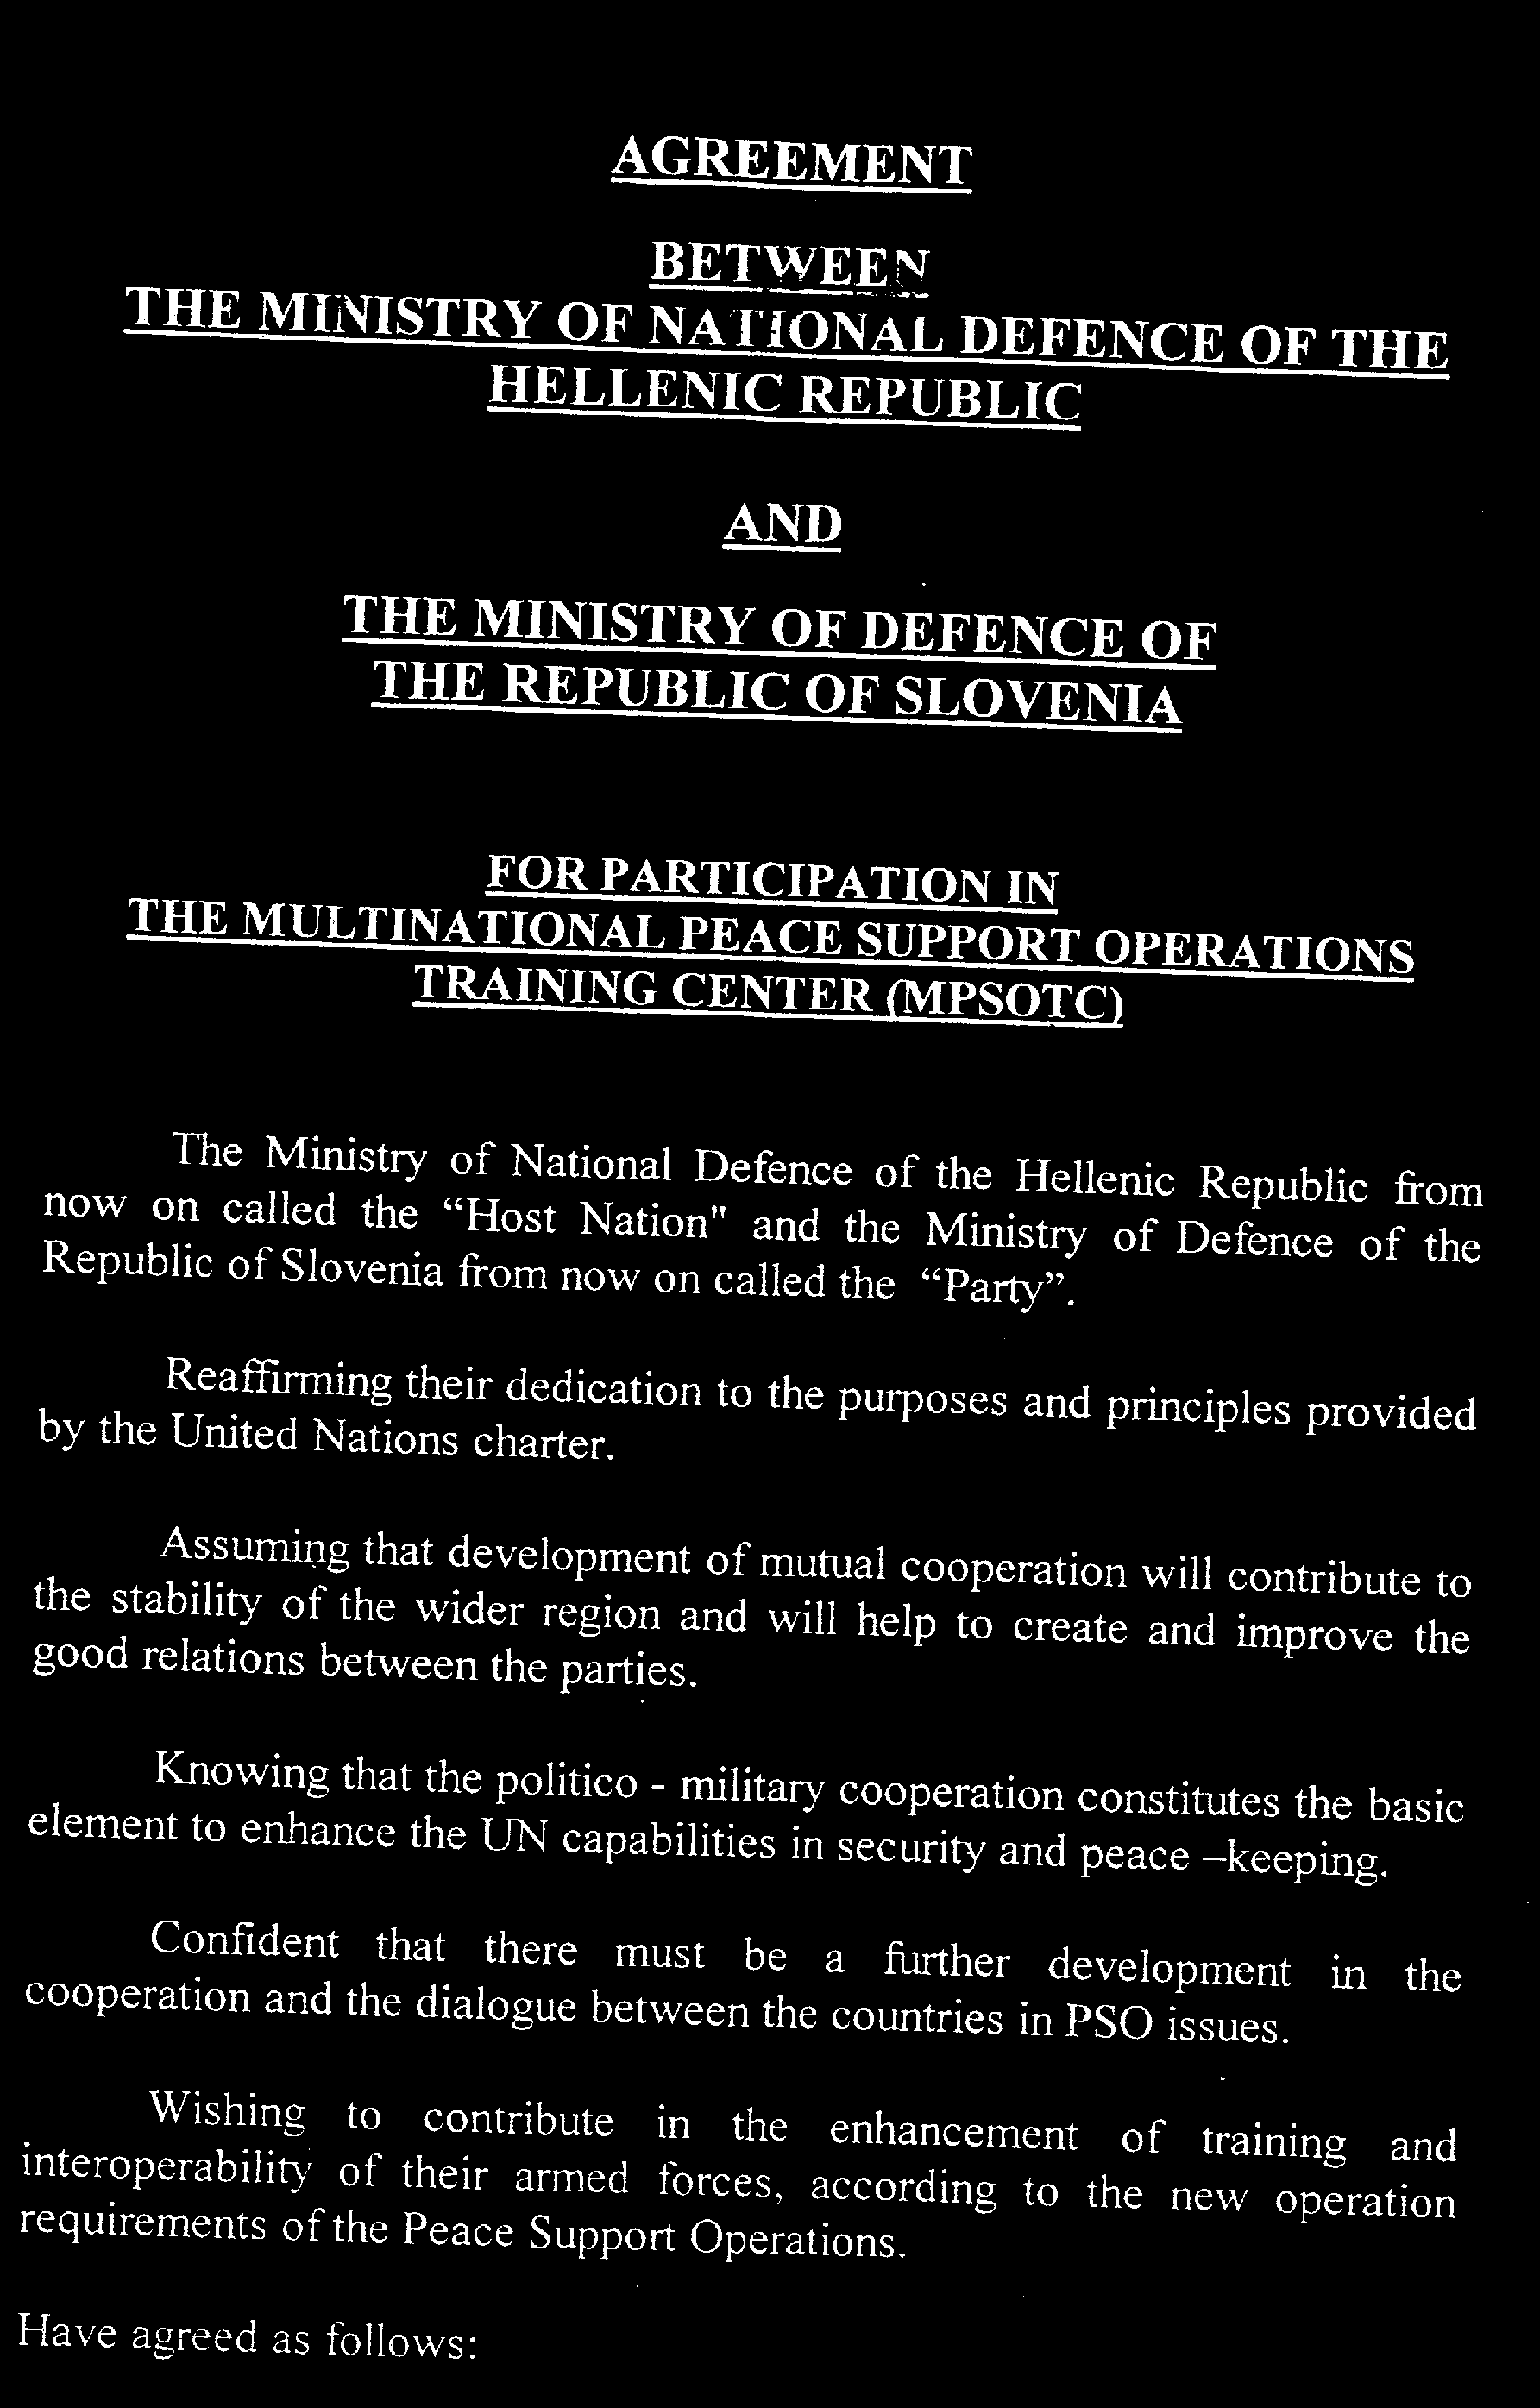 AGREEMENT
BETWEEN
THE MINISTRY OF NATIONAL DEFENCE OF THE
HELLENIC REPUBLIC
AND
THE MINISTRY OF DEFENCE OF
THE REPUBLIC OF SLOVENIA
FOR PARTICIPATION IN
THE MULTINATIONAL PEACE SUPPORT OPERATIONS
TRAINING CENTER (MPSOTC)
The Ministry of National Defence of the Hellenic Republic from
now on called the “Host Nation" and the Ministry of Defence of the
Republic of Slovenia from now on called the “Party”.
Reaffirming their dedication to the purposes and principles provided
by the United Nations charter.
Assuming that development of mutual cooperation will contribute to
the stability of the wider region and will help to create and improve the
good relations between the parties.
Knowing that the politico - military cooperation constitutes the basic
element to enhance the UN capabilities in security and peace –keeping.
Confident that there must be a further development in the
cooperation and the dialogue between the countries in PSO issues.
Wishing to contribute in the enhancement of training and
interoperability of their armed forces, according to the new operation
requirements of the Peace Support Operations.
Have agreed as follows: